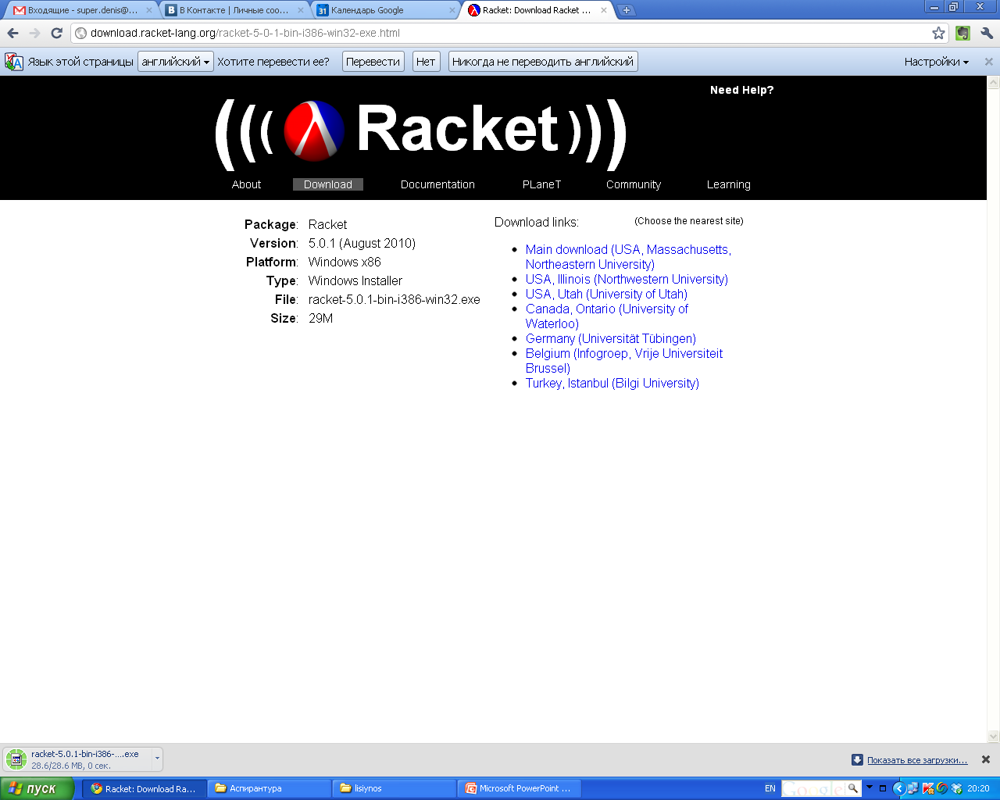 Входящие - super.denis@...
В Контакте | Личные соо...
Календарь Google
Racket: Download Racket ...
download.racket-lang.org/racket-5-0-1-bin-i386-win32-exe.html
Язык этой страницы английский Хотите перевести ее? Перевести Нет Никогда не переводить английский Настройки
Need Help?
(((Racket)))
About Download Documentation PLaneT Community Learning
Package: Racket
Version: 5.0.1 (August 2010)
Platform: Windows x86
Type: Windows Installer
File: racket-5.0.1-bin-i386-win32.exe
Size: 29M
Download links: (Choose the nearest site)
Main download (USA, Massachusetts,
Northeastern University)
USA, Illinois (Northwestern University)
USA, Utah (University of Utah)
Canada, Ontario (University of
Waterloo)
Germany (Universität Tübingen)
Belgium (Infogroep, Vrije Universiteit
Brussel)
Turkey, Istanbul (Bilgi University)
racket-5.0.1-bin-i386-....exe
28.6/28.6 MB, 0 сек.
Показать все загрузки...
пуск
Racket: Download Ra...
Аспирантура
lisiynos
Microsoft PowerPoint ...
EN
Google
20:20